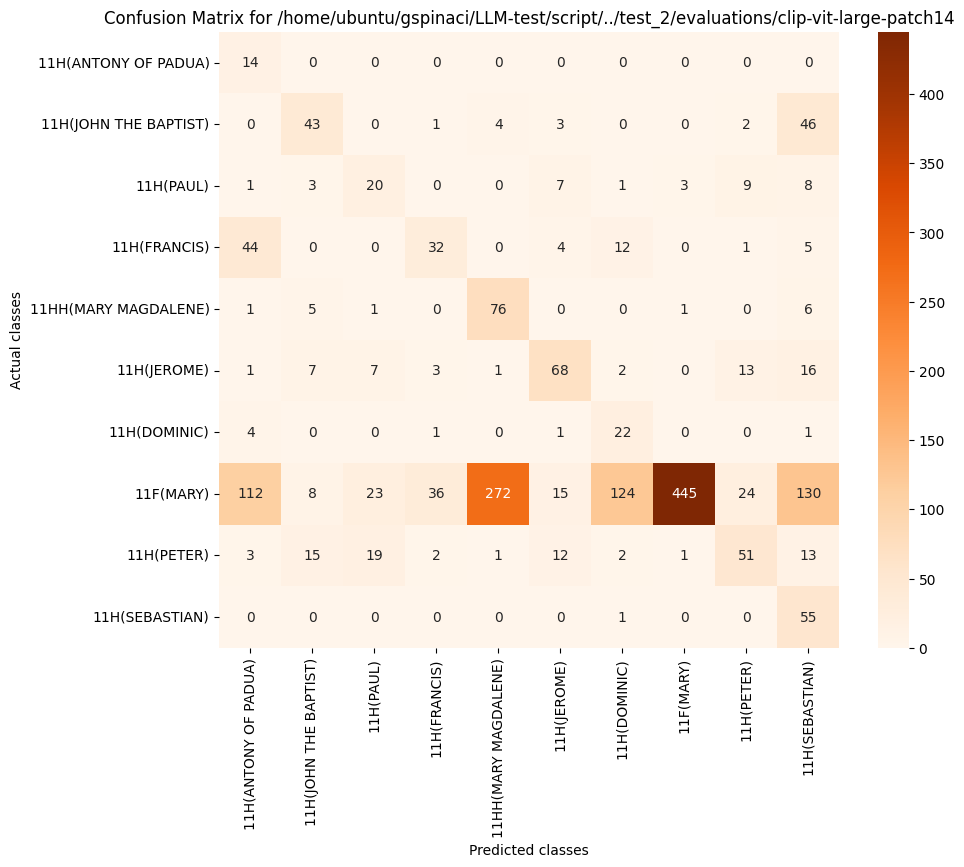 Confusion Matrix for /home/ubuntu/gspinaci/LLM-test/script/../test_2/evaluations/clip-vit-large-patch14
Actual classes
11H(ANTONY OF PADUA) 14 0 0 0 0 0 0 0 0 0
11H(JOHN THE BAPTIST) 0 43 0 1 4 3 0 0 2 46
11H(PAUL) 1 3 20 0 0 7 1 3 9 8
11H(FRANCIS) 44 0 0 32 0 4 12 0 1 5
11HH(MARY MAGDALENE) 1 5 1 0 76 0 0 1 0 6
11H(JEROME) 1 7 7 3 1 68 2 0 13 16
11H(DOMINIC) 4 0 0 1 0 1 22 0 0 1
11F(MARY) 112 8 23 36 272 15 124 445 24 130
11H(PETER) 3 15 19 2 1 12 2 1 51 13
11H(SEBASTIAN) 0 0 0 0 0 0 1 0 0 55
11H(ANTONY OF PADUA)
11H(JOHN THE BAPTIST)
11H(PAUL)
11H(FRANCIS)
11HH(MARY MAGDALENE)
11H(JEROME)
11H(DOMINIC)
11F(MARY)
11H(PETER)
11H(SEBASTIAN)
Predicted classes
400
350
300
250
200
150
100
50
0